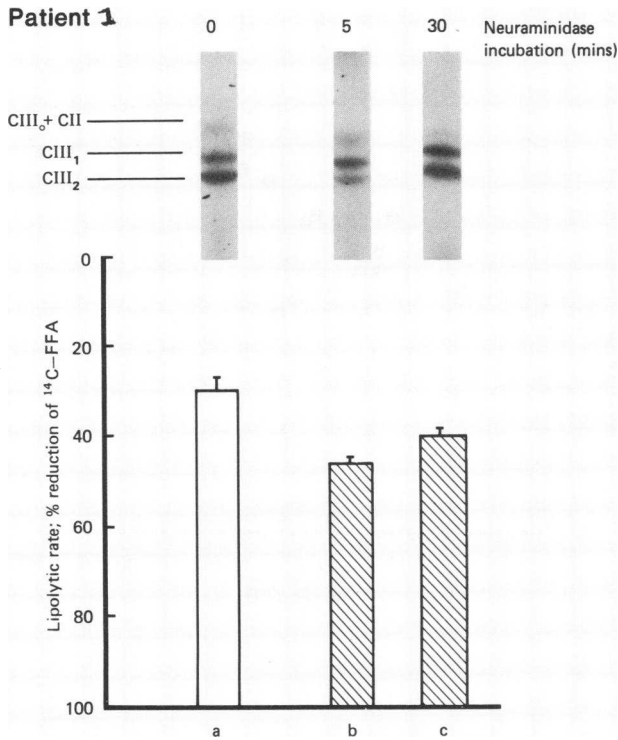 Patient 1
0 5 30 Neuraminidase
incubation (mins)
CIII₀+ CII
CIII₁
CIII₂
0
20
40
60
80
100
Lipolytic rate; % reduction of ¹⁴C–FFA
a b c